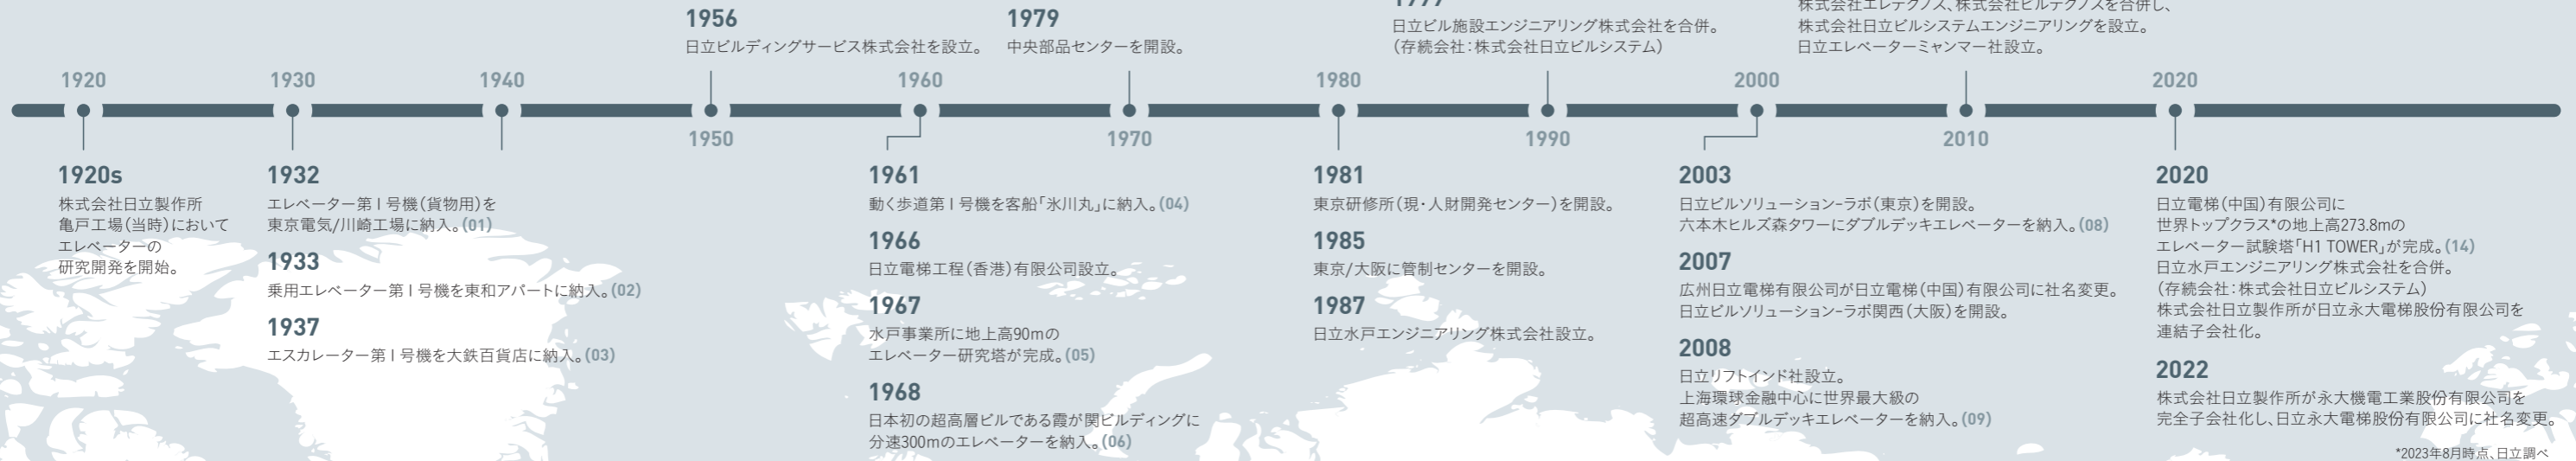 1956
日立ビルディングサービス株式会社を設立。
1979
中央部品センターを開設。
日立ビル施設エンジニアリング株式会社を合併。
（存続会社：株式会社日立ビルシステム）
株式会社エレテクノス、株式会社ビルテクノスを合併し、
株式会社日立ビルシステムエンジニアリングを設立。
日立エレベーターミャンマー社設立。
1920
1930
1940
1960
1980
2000
2020
1950
1970
1990
2010
1920s
株式会社日立製作所
亀戸工場（当時）において
エレベーターの
研究開発を開始。
1932
エレベーター第1号機（貨物用）を
東京電気/川崎工場に納入。(01)
1933
乗用エレベーター第1号機を東和アパートに納入。(02)
1937
エスカレーター第1号機を大鉄百貨店に納入。(03)
1961
動く歩道第1号機を客船「氷川丸」に納入。(04)
1966
日立電梯工程（香港）有限公司設立。
1967
水戸事業所に地上高90mの
エレベーター研究塔が完成。(05)
1968
日本初の超高層ビルである霞が関ビルディングに
分速300mのエレベーターを納入。(06)
1981
東京研修所（現・人財開発センター）を開設。
1985
東京/大阪に管制センターを開設。
1987
日立水戸エンジニアリング株式会社設立。
2003
日立ビルソリューション-ラボ（東京）を開設。
六本木ヒルズ森タワーにダブルデッキエレベーターを納入。(08)
2007
広州日立電梯有限公司が日立電梯（中国）有限公司に社名変更。
日立ビルソリューション-ラボ関西（大阪）を開設。
2008
日立リフトインド社設立。
上海環球金融中心に世界最大級の
超高速ダブルデッキエレベーターを納入。(09)
2020
日立電梯（中国）有限公司に
世界トップクラス*の地上高273.8mの
エレベーター試験塔「H1 TOWER」が完成。(14)
日立水戸エンジニアリング株式会社を合併。
（存続会社：株式会社日立ビルシステム）
株式会社日立製作所が日立永大電梯股份有限公司を
連結子会社化。
2022
株式会社日立製作所が永大機電工業股份有限公司を
完全子会社化し、日立永大電梯股份有限公司に社名変更。
*2023年8月時点、日立調べ